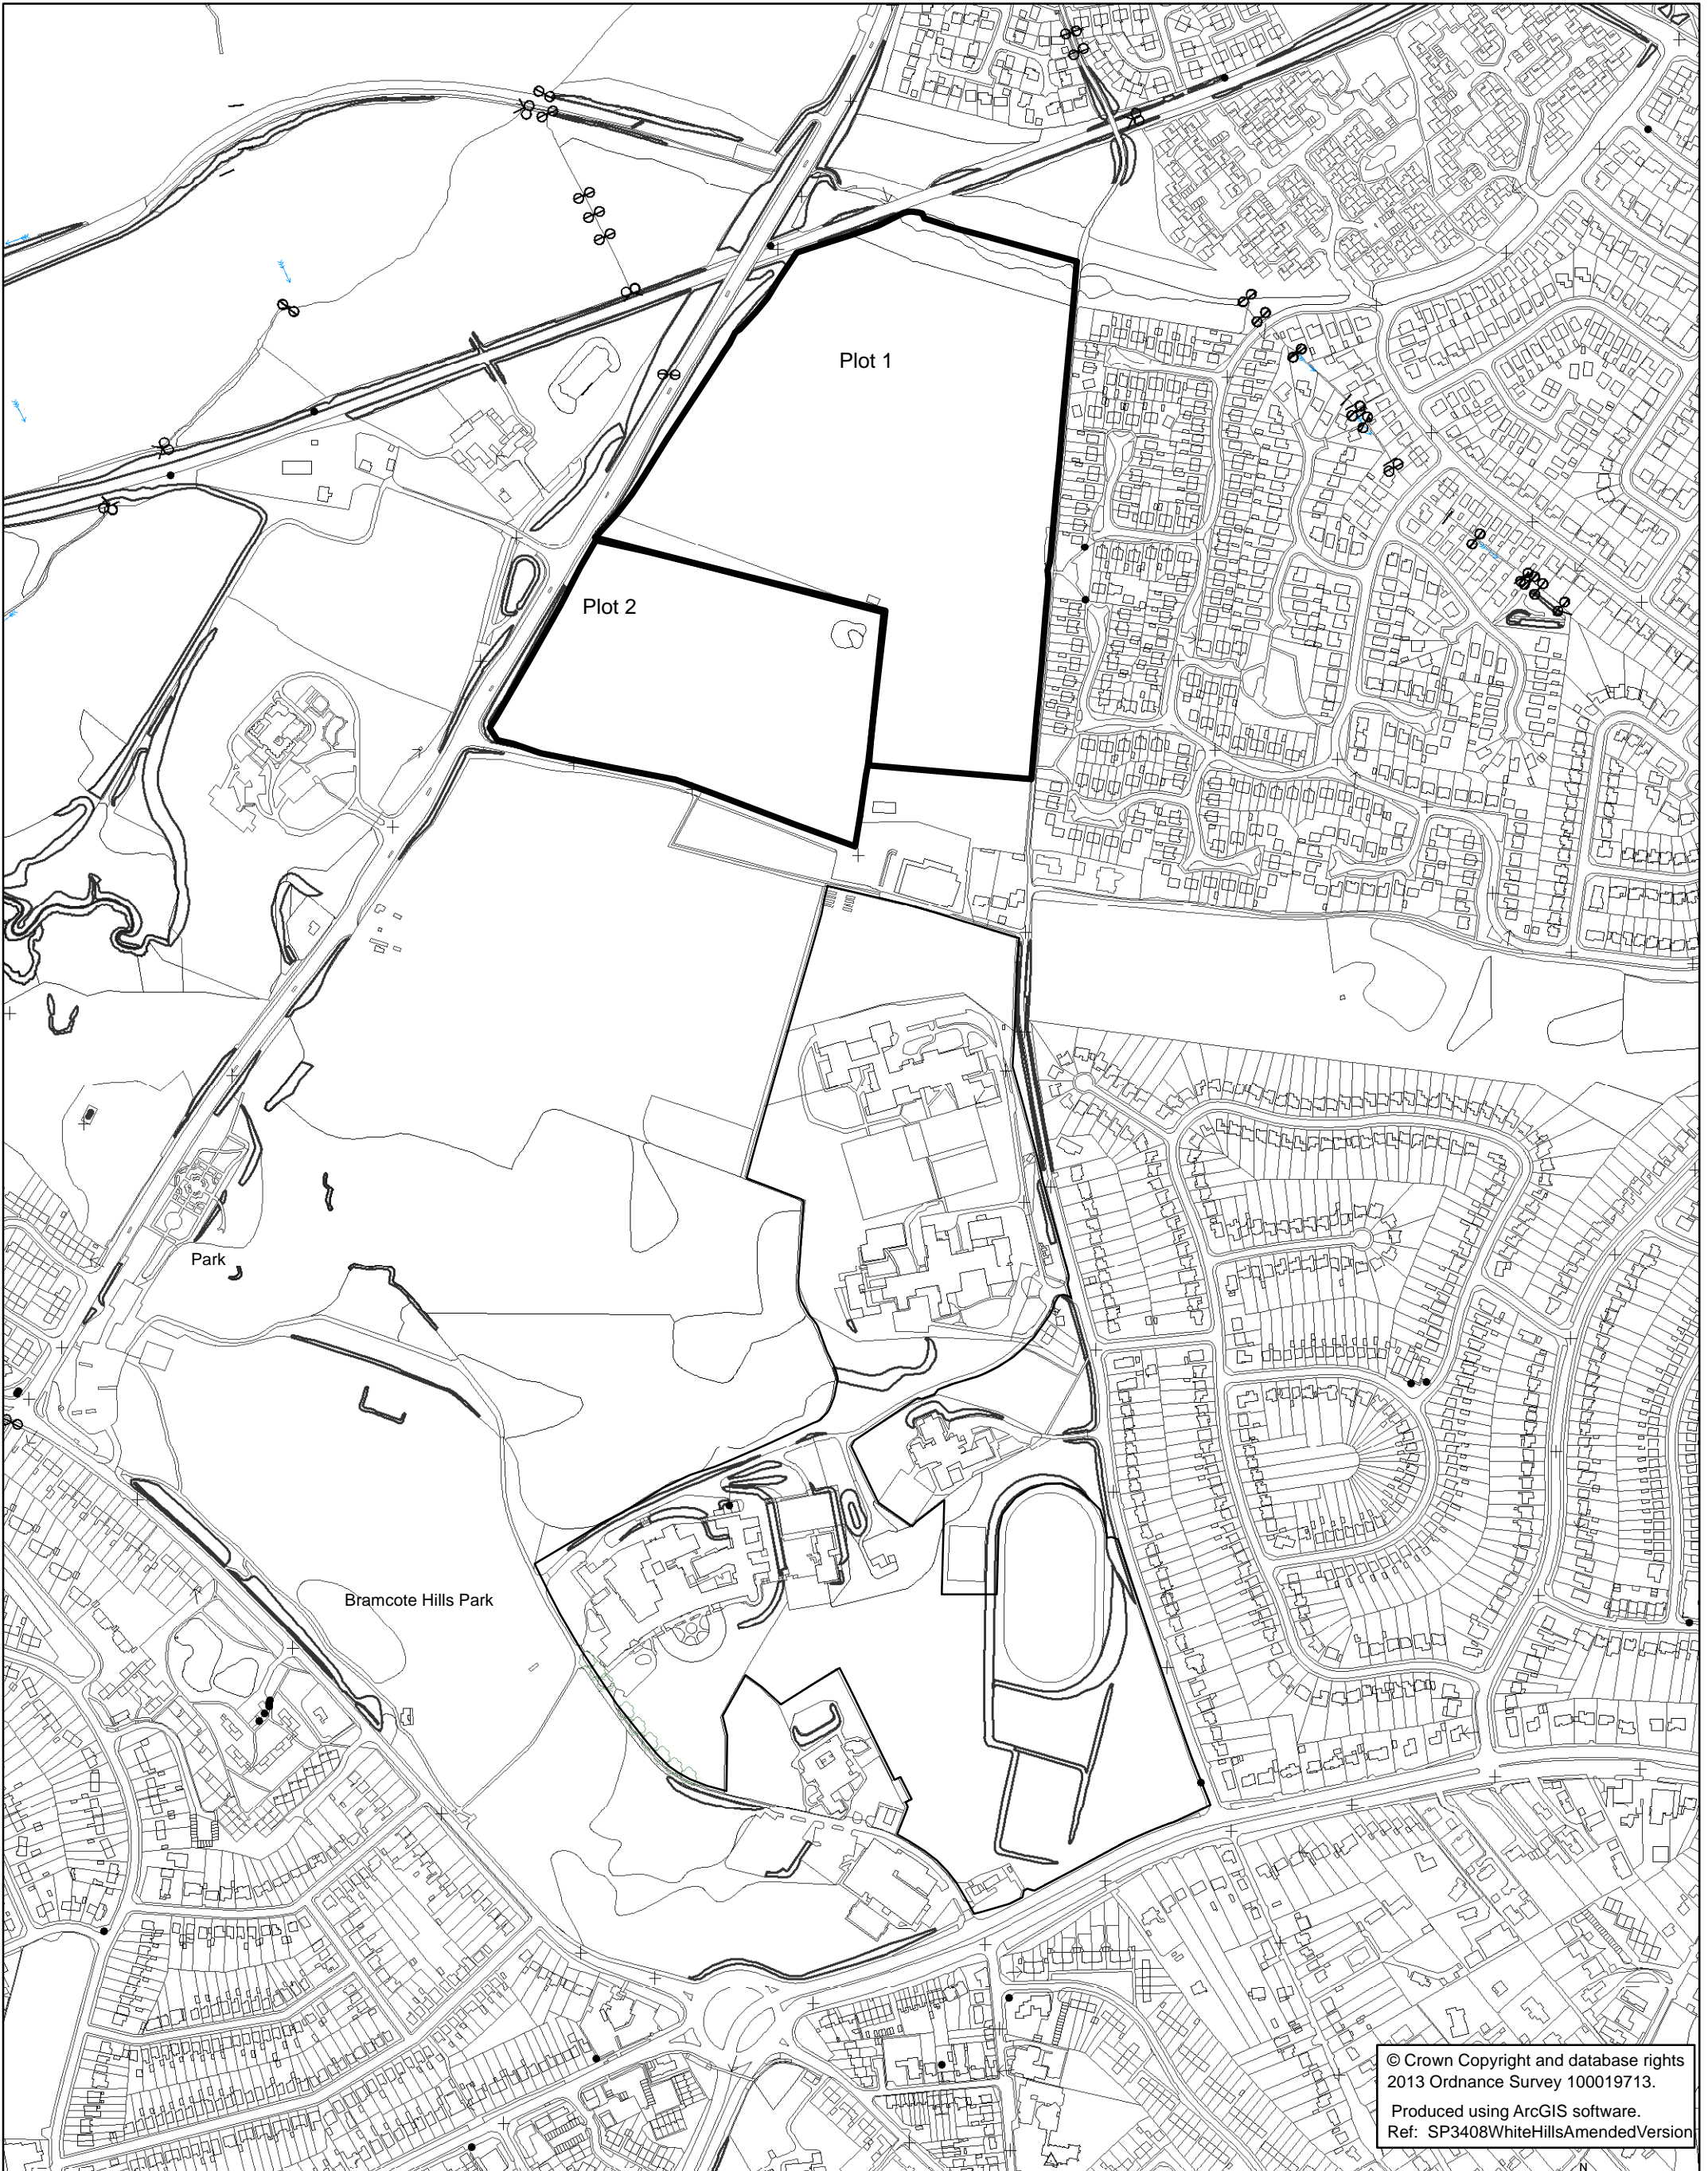 Plot 1
Plot 2
Park
Bramcote Hills Park
© Crown Copyright and database rights
2013 Ordnance Survey 100019713.
Produced using ArcGIS software.
Ref: SP3408WhiteHillsAmendedVersion
N